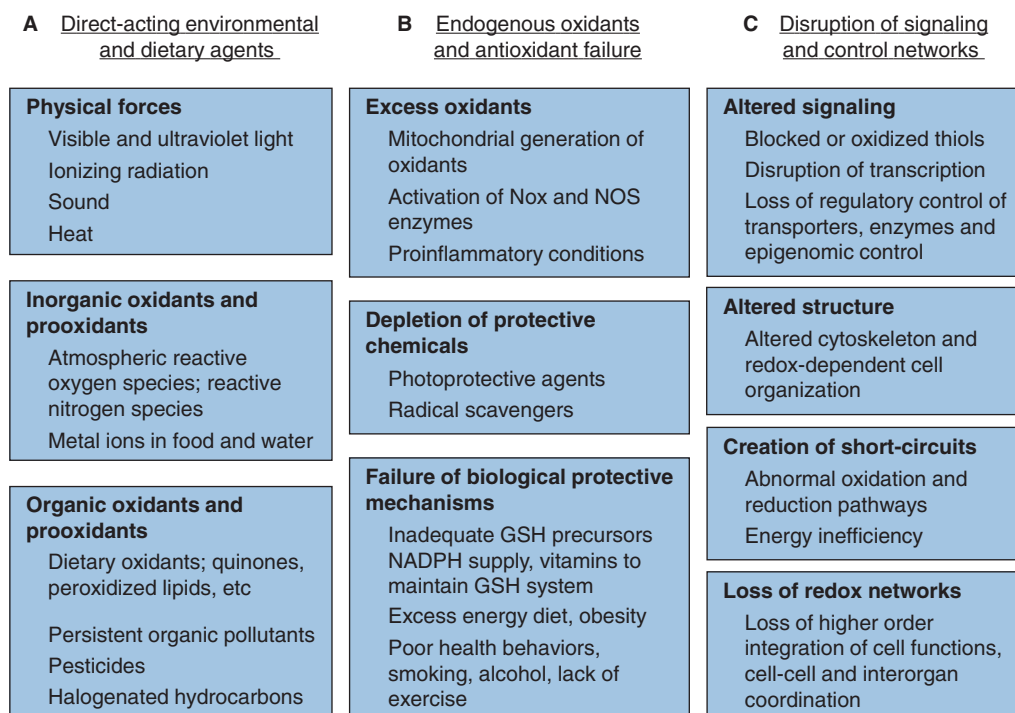 A Direct-acting environmental
and dietary agents
Physical forces
Visible and ultraviolet light
Ionizing radiation
Sound
Heat
Inorganic oxidants and
prooxidants
Atmospheric reactive
oxygen species; reactive
nitrogen species
Metal ions in food and water
Organic oxidants and
prooxidants
Dietary oxidants; quinones,
peroxidized lipids, etc
Persistent organic pollutants
Pesticides
Halogenated hydrocarbons
B Endogenous oxidants
and antioxidant failure
Excess oxidants
Mitochondrial generation of
oxidants
Activation of Nox and NOS
enzymes
Proinflammatory conditions
Depletion of protective
chemicals
Photoprotective agents
Radical scavengers
Failure of biological protective
mechanisms
Inadequate GSH precursors
NADPH supply, vitamins to
maintain GSH system
Excess energy diet, obesity
Poor health behaviors,
smoking, alcohol, lack of
exercise
C Disruption of signaling
and control networks
Altered signaling
Blocked or oxidized thiols
Disruption of transcription
Loss of regulatory control of
transporters, enzymes and
epigenomic control
Altered structure
Altered cytoskeleton and
redox-dependent cell
organization
Creation of short-circuits
Abnormal oxidation and
reduction pathways
Energy inefficiency
Loss of redox networks
Loss of higher order
integration of cell functions,
cell-cell and interorgan
coordination